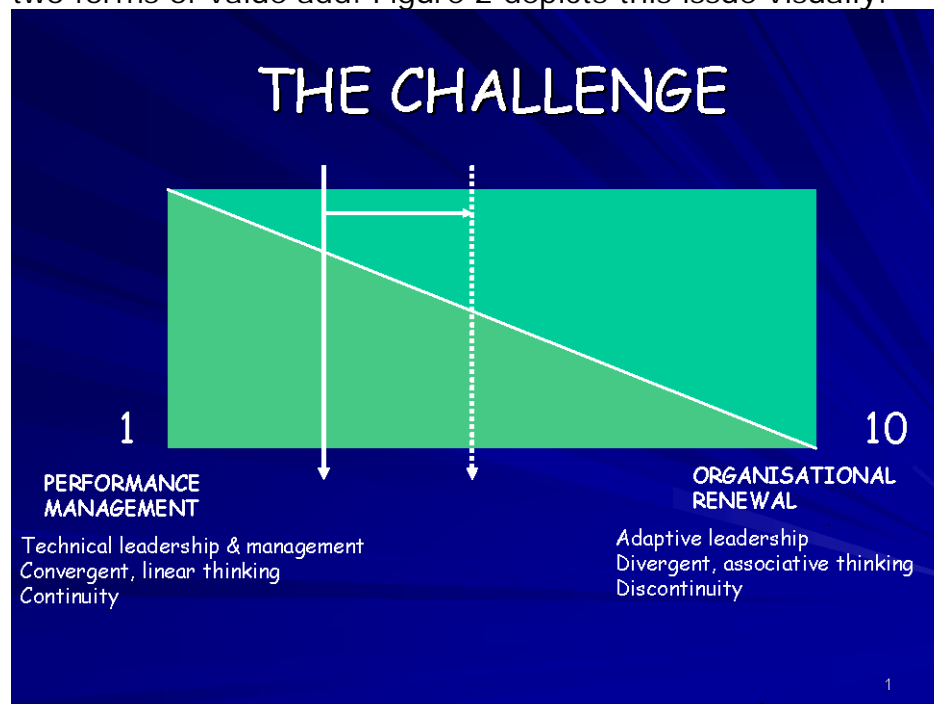 two forms of value add. Figure 2 depicts this issue visually.
THE CHALLENGE
1
10
PERFORMANCE
MANAGEMENT
Technical leadership & management
Convergent, linear thinking
Continuity
ORGANISATIONAL
RENEWAL
Adaptive leadership
Divergent, associative thinking
Discontinuity
1